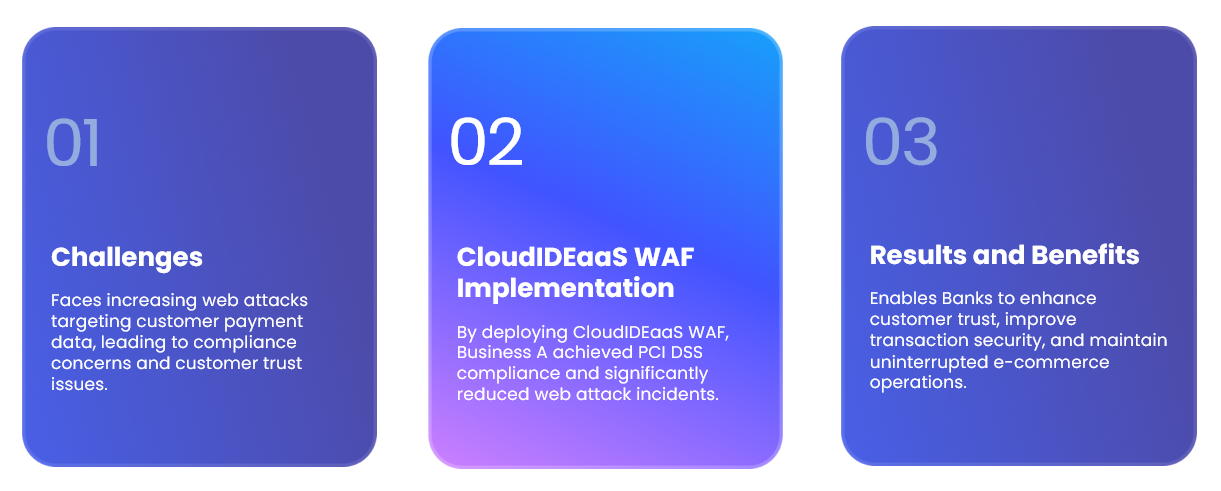 01
Challenges
Faces increasing web attacks
targeting customer payment
data, leading to compliance
concerns and customer trust
issues.
02
CloudIDEaaS WAF
Implementation
By deploying CloudIDEaaS WAF,
Business A achieved PCI DSS
compliance and significantly
reduced web attack incidents.
03
Results and Benefits
Enables Banks to enhance
customer trust, improve
transaction security, and maintain
uninterrupted e-commerce
operations.